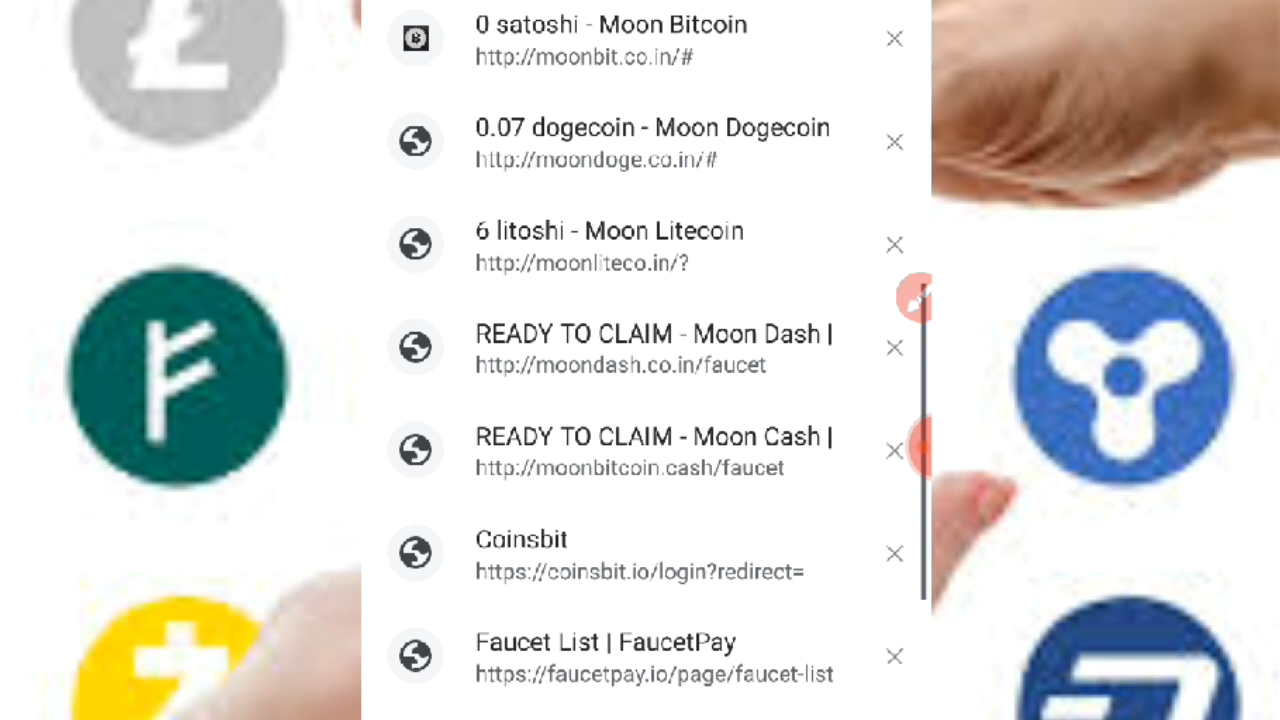 0 satoshi - Moon Bitcoin
http://moonbit.co.in/#
0.07 dogecoin - Moon Dogecoin
http://moondoge.co.in/#
6 litoshi - Moon Litecoin
http://moonliteco.in/?
READY TO CLAIM - Moon Dash |
http://moondash.co.in/faucet
READY TO CLAIM - Moon Cash |
http://moonbitcoin.cash/faucet
Coinsbit
https://coinsbit.io/login?redirect=
Faucet List | FaucetPay
https://faucetpay.io/page/faucet-list